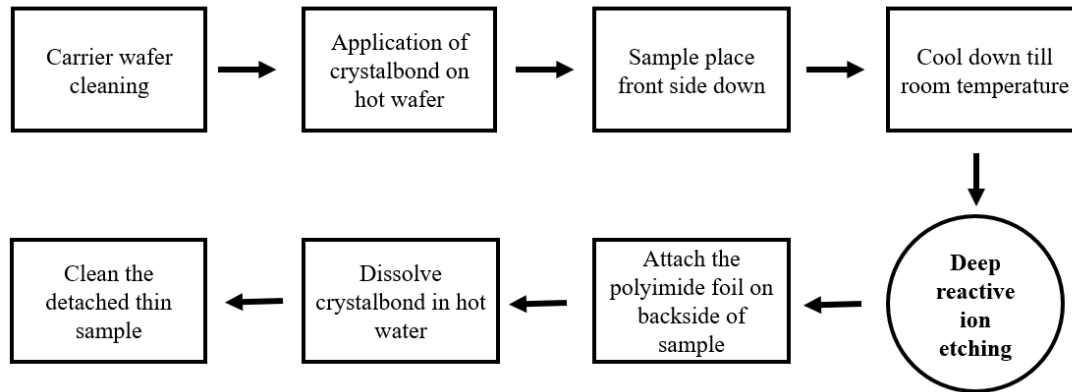 Carrier wafer
cleaning
Application of
crystalbond on
hot wafer
Sample place
front side down
Cool down till
room temperature
Deep
reactive
ion
etching
Attach the
polyimide foil on
backside of
sample
Dissolve
crystalbond in hot
water
Clean the
detached thin
sample